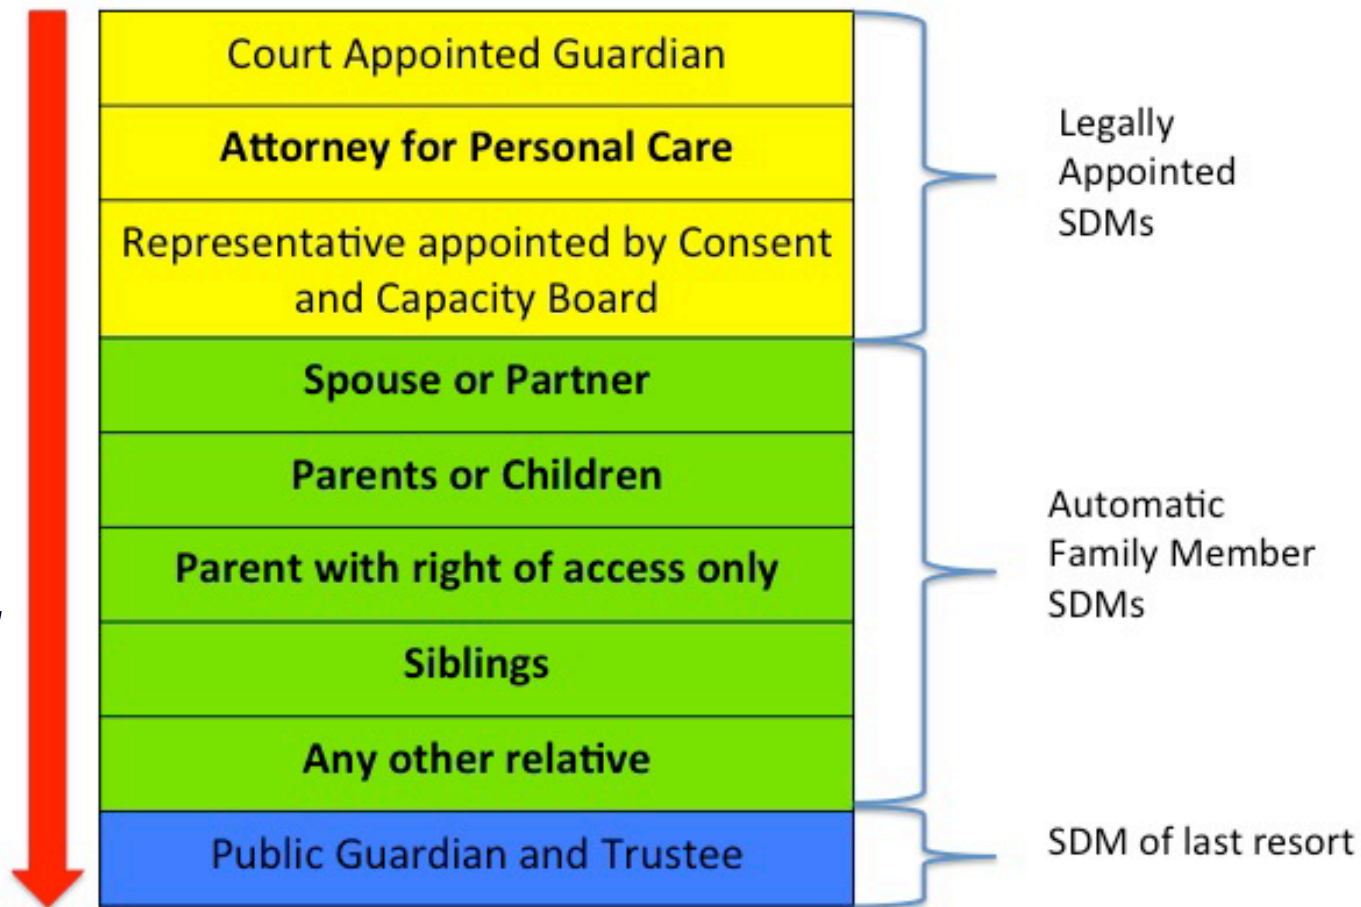 Court Appointed Guardian
Attorney for Personal Care
Representative appointed by Consent
and Capacity Board
Spouse or Partner
Parents or Children
Parent with right of access only
Siblings
Any other relative
Public Guardian and Trustee
Legally
Appointed
SDMs
Automatic
Family Member
SDMs
SDM of last resort